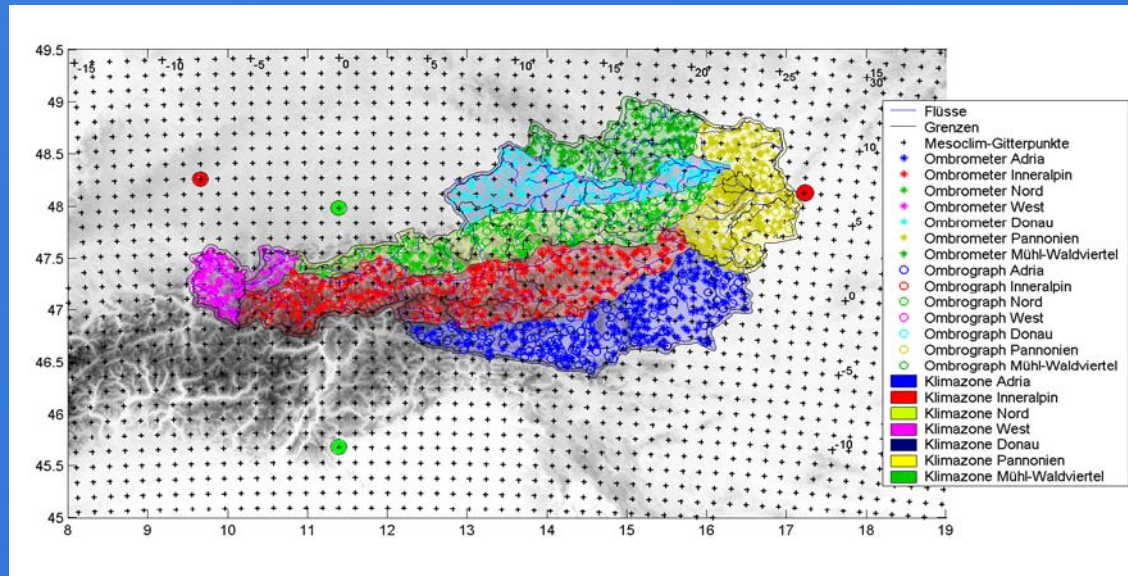 49.5
49
48.5
48
47.5
47
46.5
46
45.5
45
8 9 10 11 12 13 14 15 16 17 18 19
-15 -10 -5 0 5 10 15 20 25 30
15
10
5
0
-5
-10
Flüsse
Grenzen
Mesoclim-Gitterpunkte
Ombrometer Adria
Ombrometer Inneralpin
Ombrometer Nord
Ombrometer West
Ombrometer Donau
Ombrometer Pannonien
Ombrometer Mühl-Waldviertel
Ombrograph Adria
Ombrograph Inneralpin
Ombrograph Nord
Ombrograph West
Ombrograph Donau
Ombrograph Pannonien
Ombrograph Mühl-Waldviertel
Klimazone Adria
Klimazone Inneralpin
Klimazone Nord
Klimazone West
Klimazone Donau
Klimazone Pannonien
Klimazone Mühl-Waldviertel